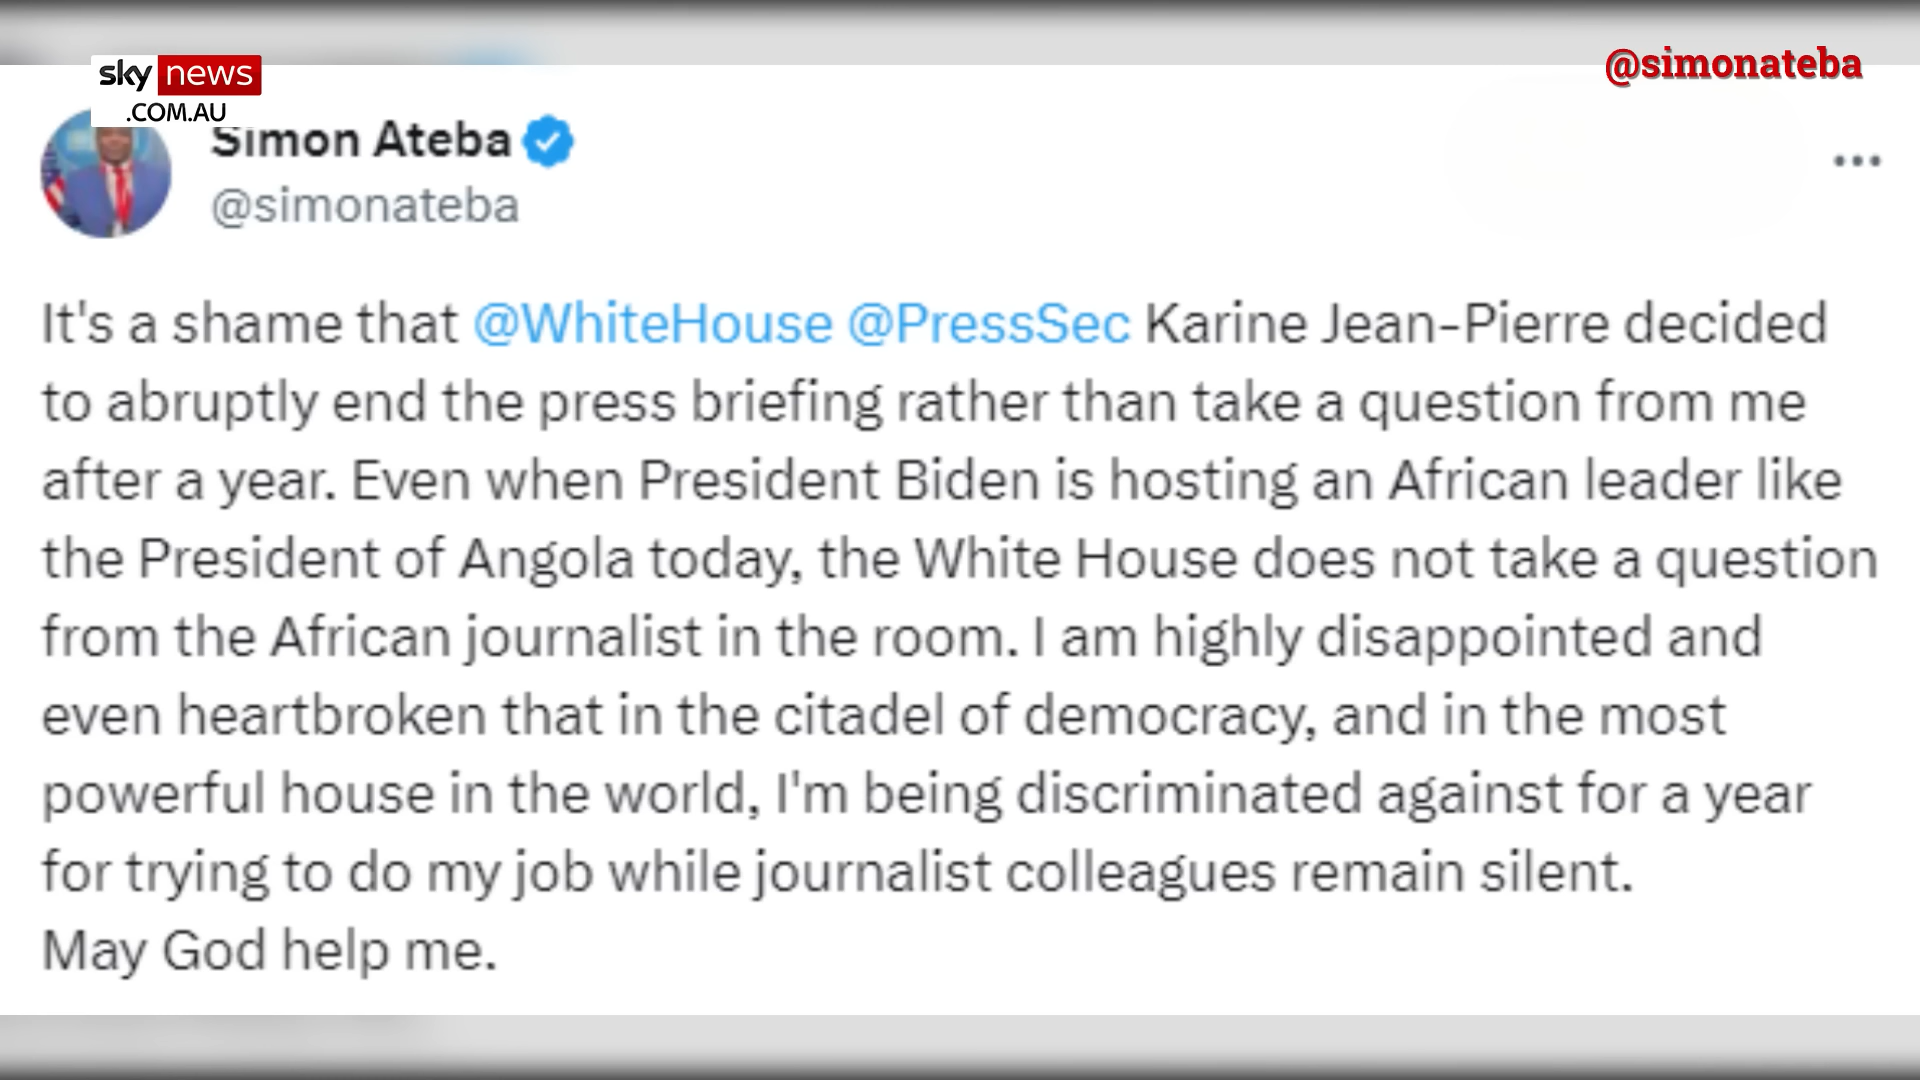 sky news
.COM.AU
@simonateba
Simon Ateba
@simonateba
It's a shame that @WhiteHouse @PressSec Karine Jean-Pierre decided
to abruptly end the press briefing rather than take a question from me
after a year. Even when President Biden is hosting an African leader like
the President of Angola today, the White House does not take a question
from the African journalist in the room. I am highly disappointed and
even heartbroken that in the citadel of democracy, and in the most
powerful house in the world, I'm being discriminated against for a year
for trying to do my job while journalist colleagues remain silent.
May God help me.